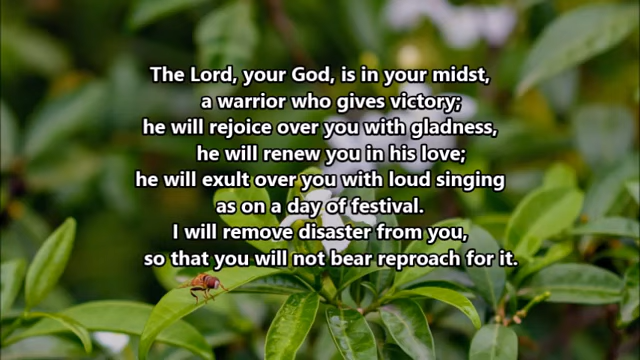 The Lord, your God, is in your midst,
a warrior who gives victory;
he will rejoice over you with gladness,
he will renew you in his love;
he will exult over you with loud singing
as on a day of festival.
I will remove disaster from you,
so that you will not bear reproach for it.